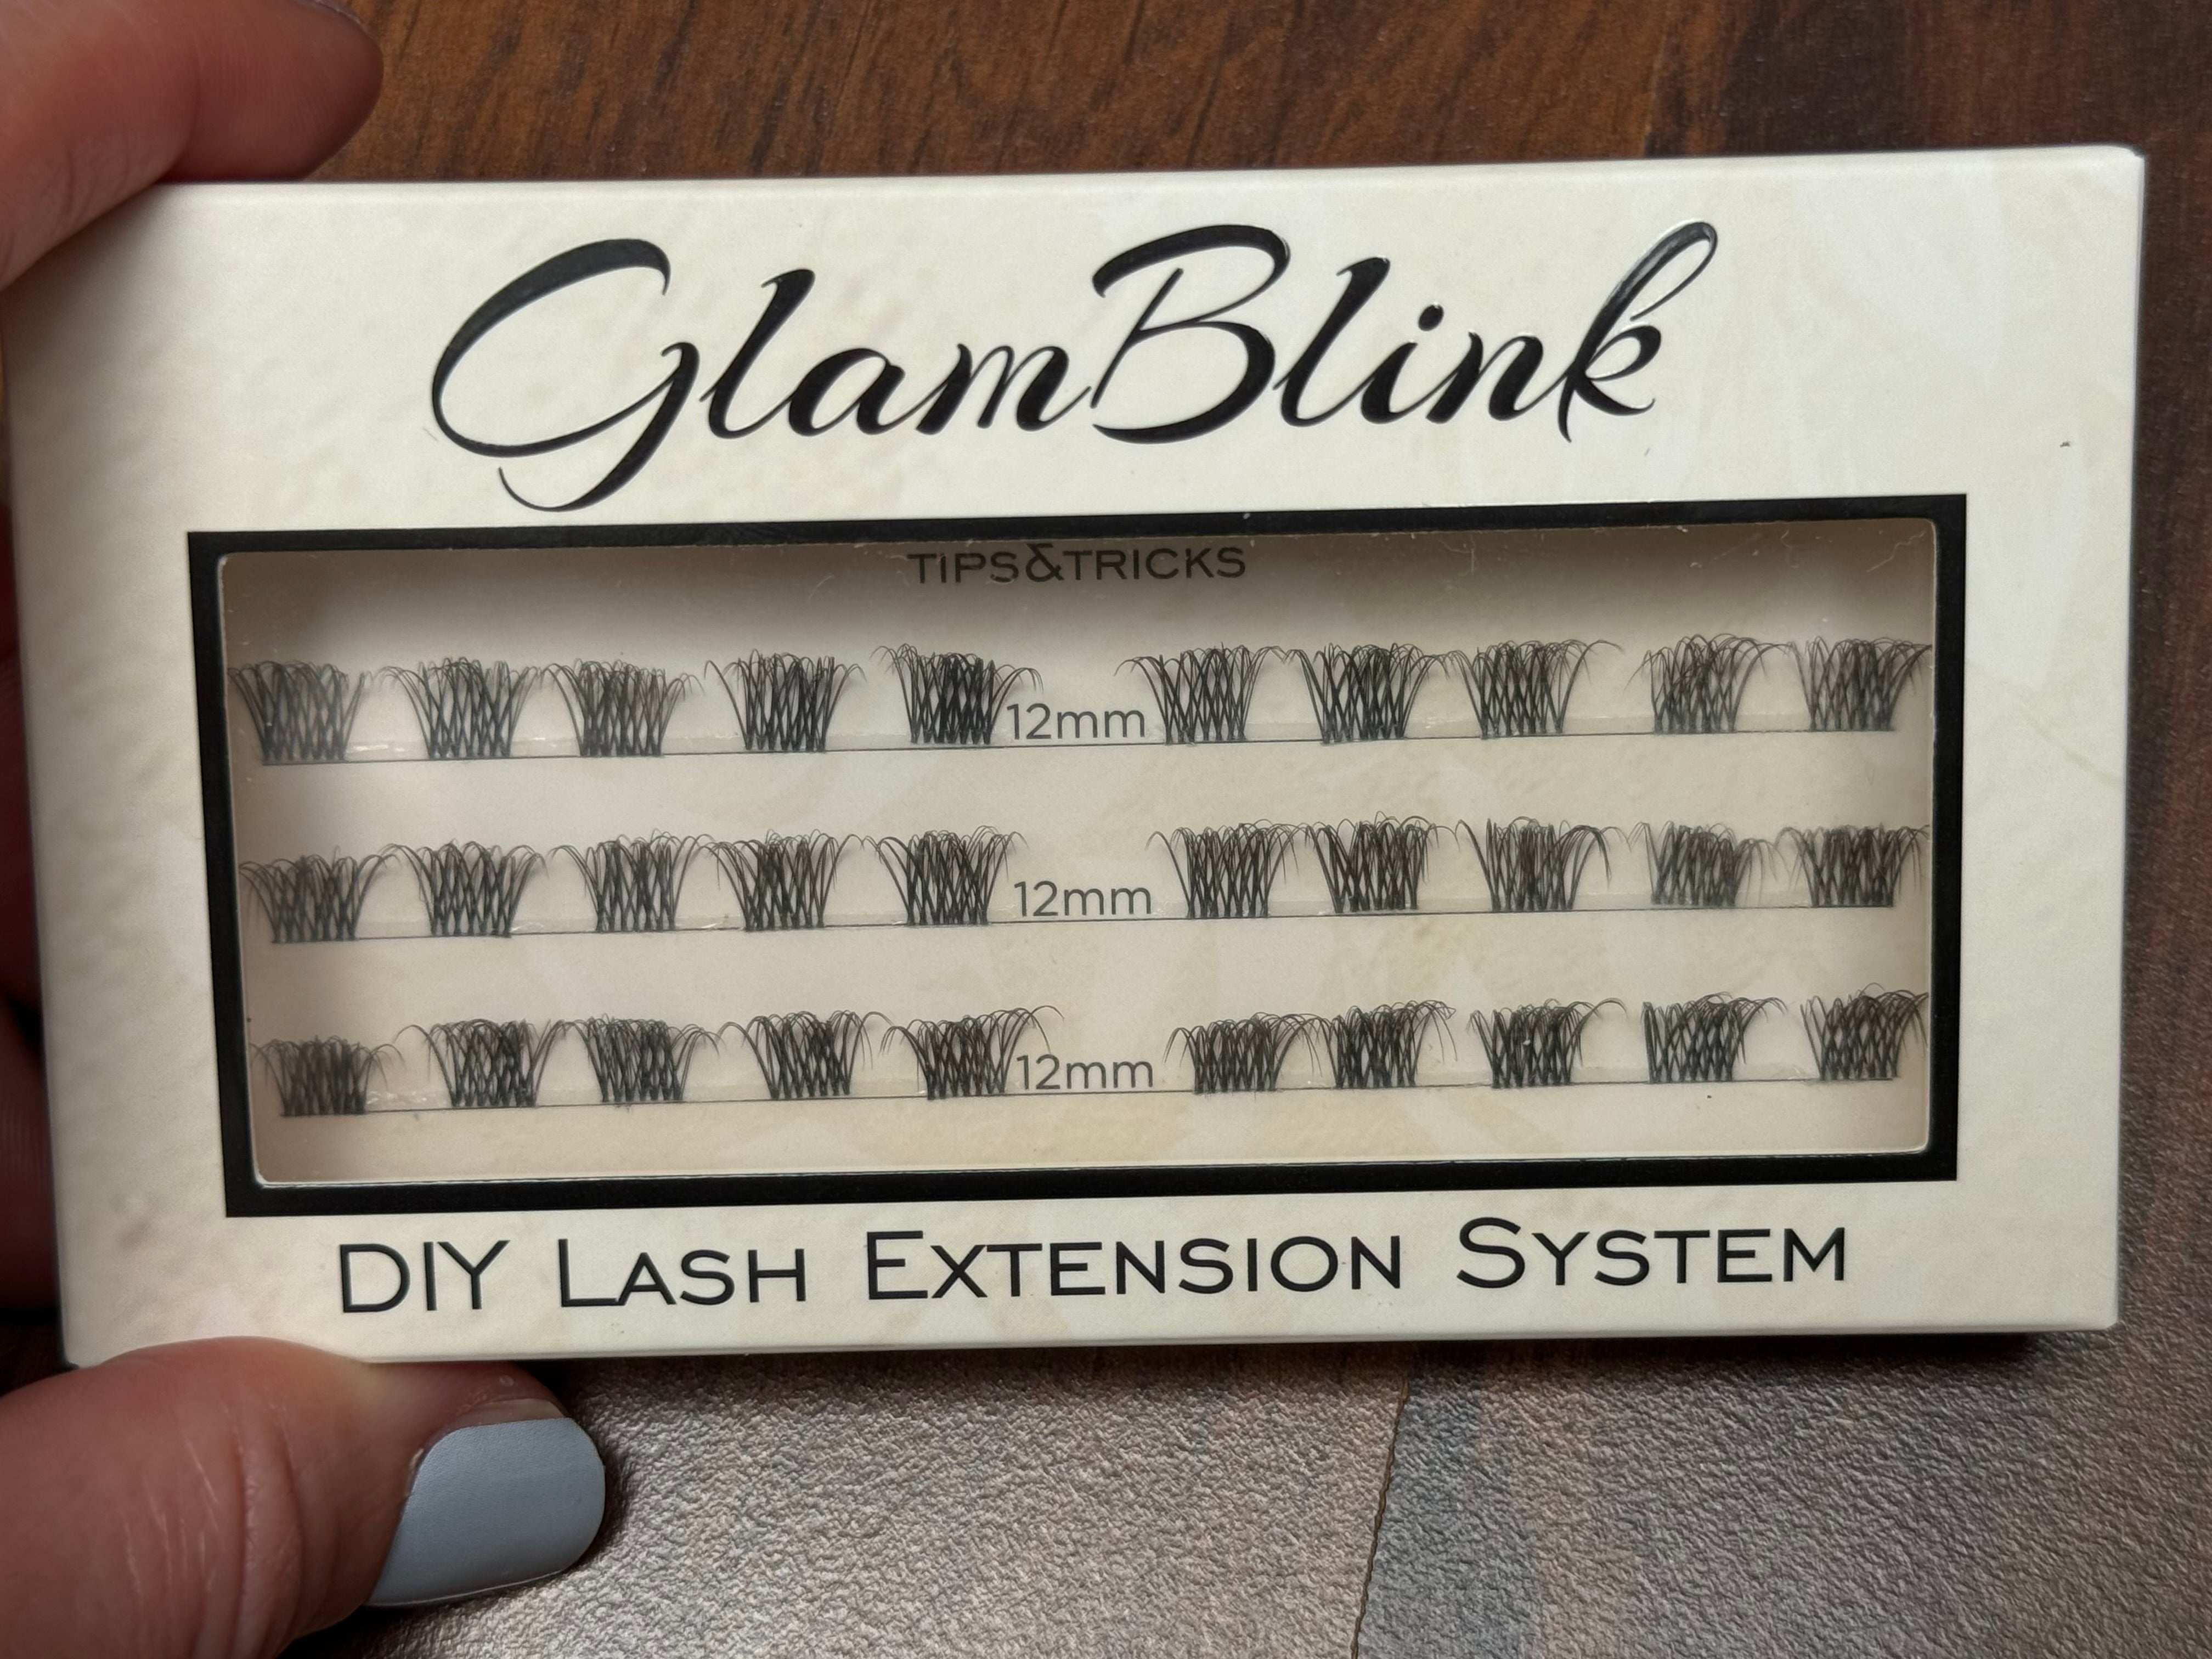 GlamBlink
TIPS&TRICKS
12mm
12mm
12mm
DIY LASH EXTENSION SYSTEM